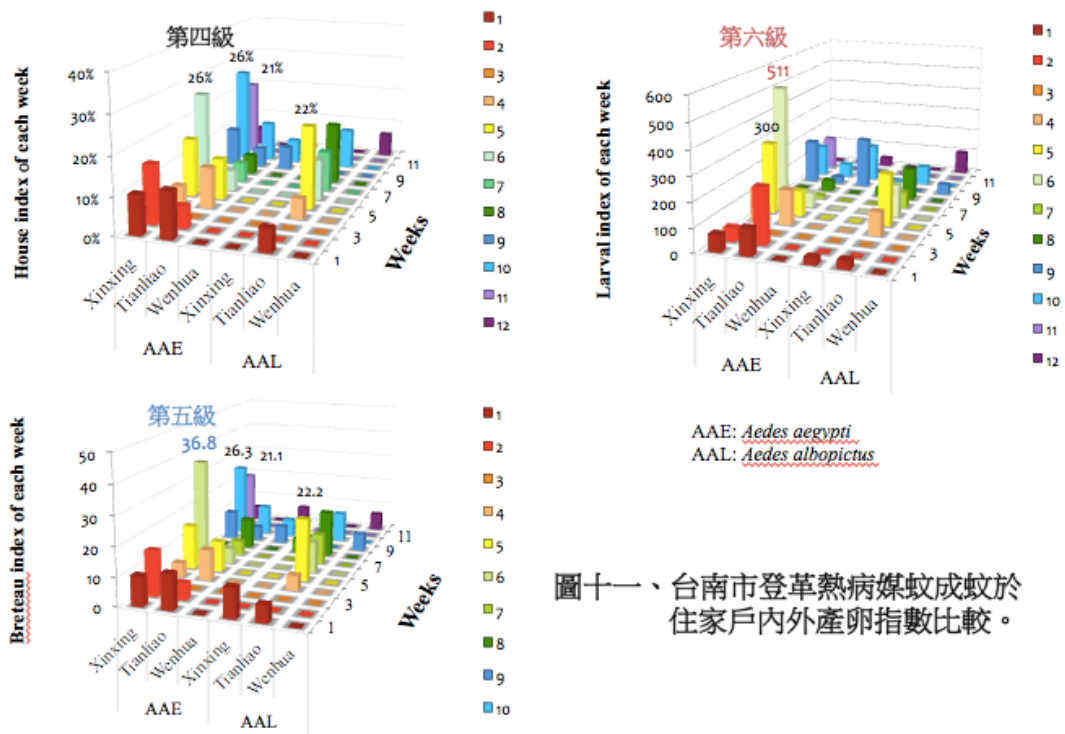 第四級
House index of each week
40%
30%
20%
10%
0%
26%
26%
21%
22%
Xinxing
Tianliao
Wenhua
Xinxing
Tianliao
Wenhua
AAE
AAL
1
3
5
7
9
11
Weeks
1
2
3
4
5
6
7
8
9
10
11
12
第六級
Larval index of each week
600
500
400
300
200
100
0
511
300
Xinxing
Tianliao
Wenhua
Xinxing
Tianliao
Wenhua
AAE
AAL
1
3
5
7
9
11
Weeks
1
2
3
4
5
6
7
8
9
10
11
12
第五級
Breteau index of each week
50
40
30
20
10
0
36.8
26.3
21.1
22.2
Xinxing
Tianliao
Wenhua
Xinxing
Tianliao
Wenhua
AAE
AAL
1
3
5
7
9
11
Weeks
1
2
3
4
5
6
7
8
9
10
AAE: Aedes aegypti
AAL: Aedes albopictus
圖十一、台南市登革熱病媒蚊成蚊於
住家戶內外產卵指數比較。